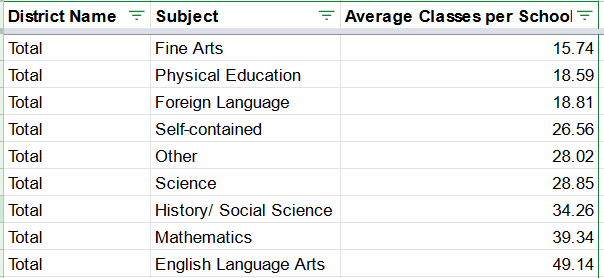 District Name Subject Average Classes per School
Total Fine Arts 15.74
Total Physical Education 18.59
Total Foreign Language 18.81
Total Self-contained 26.56
Total Other 28.02
Total Science 28.85
Total History/ Social Science 34.26
Total Mathematics 39.34
Total English Language Arts 49.14